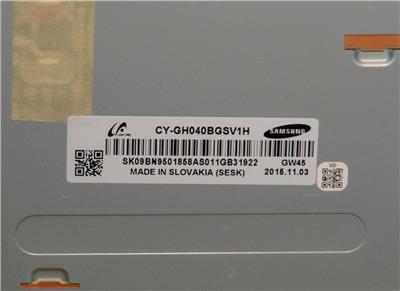 CY-GH040BGSV1H
SAMSUNG
SK09BN9501858AS011GB31922
GW45
MADE IN SLOVAKIA (SESK)
2015.11.03
VD